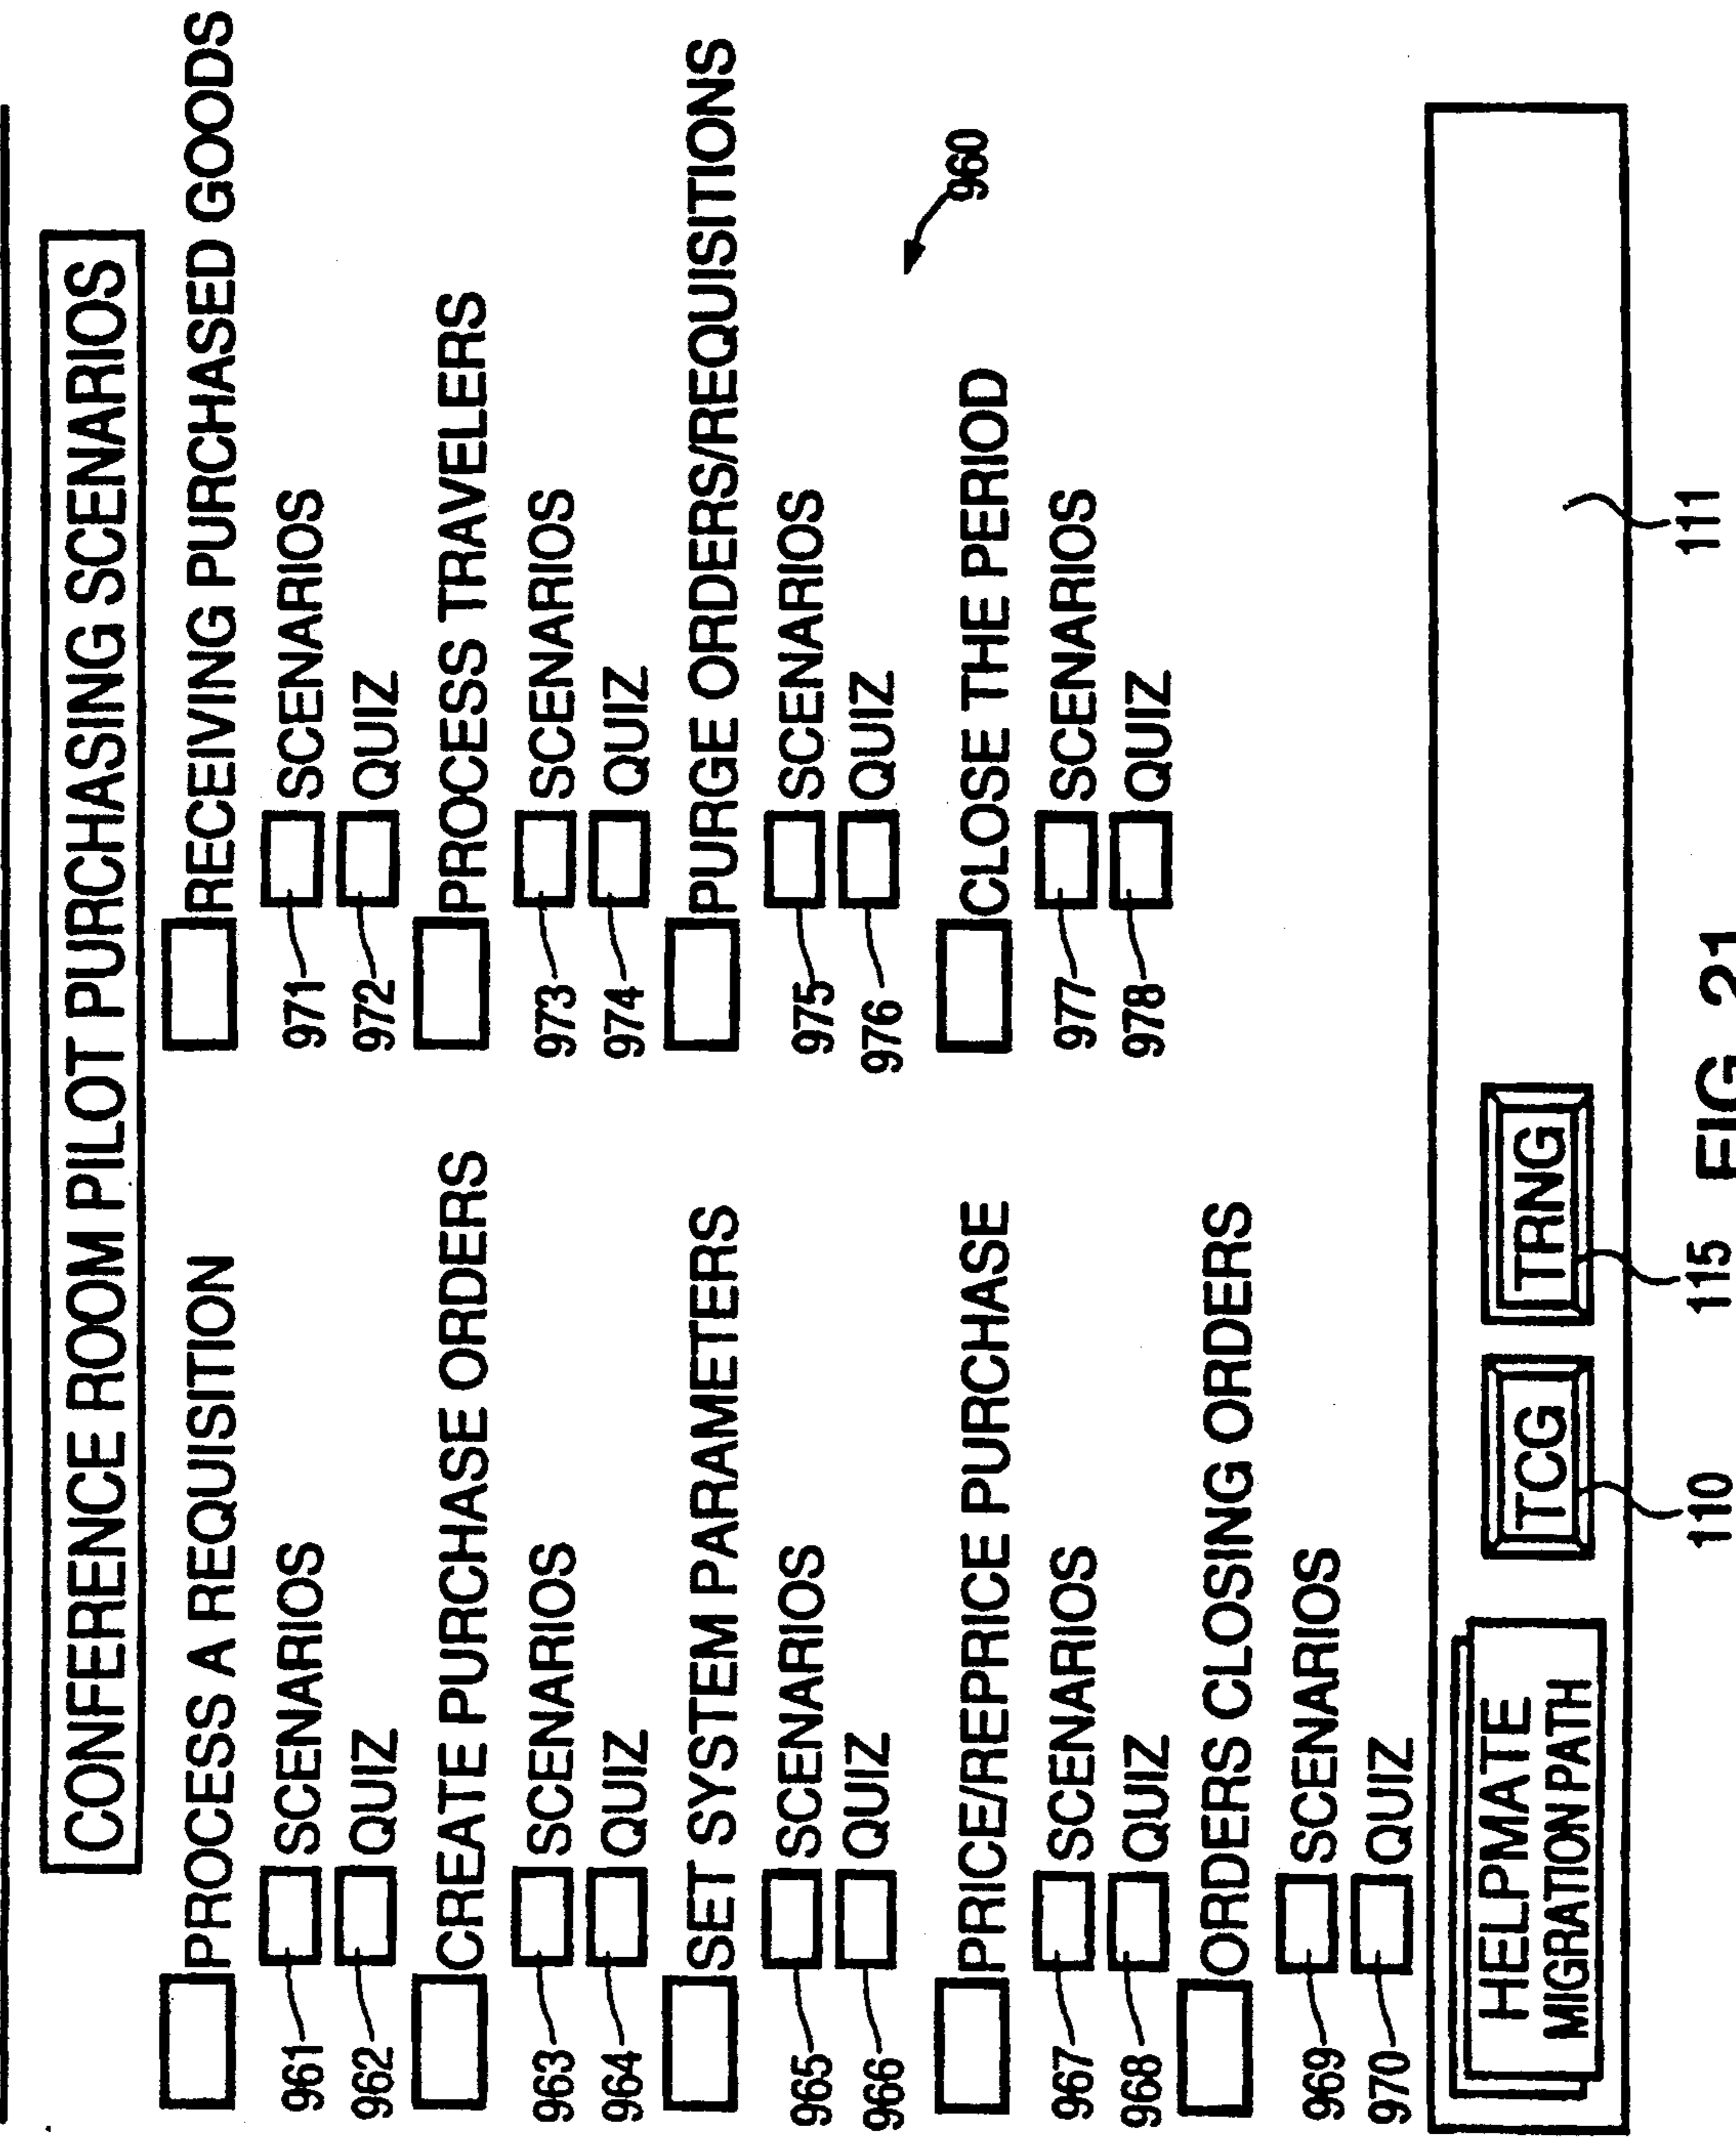 CONFERENCE ROOM PILOT PURCHASING SCENARIOS
PROCESS A REQUISITION
961 SCENARIOS
962 QUIZ
CREATE PURCHASE ORDERS
963 SCENARIOS
964 QUIZ
SET SYSTEM PARAMETERS
965 SCENARIOS
966 QUIZ
PRICE/REPRICE PURCHASE
967 SCENARIOS
968 QUIZ
ORDERS CLOSING ORDERS
969 SCENARIOS
970 QUIZ
RECEIVING PURCHASED GOODS
971 SCENARIOS
972 QUIZ
PROCESS TRAVELERS
973 SCENARIOS
974 QUIZ
PURGE ORDERS/REQUISITIONS
975 SCENARIOS
976 QUIZ
960
CLOSE THE PERIOD
977 SCENARIOS
978 QUIZ
HELPMATE
MIGRATION PATH
TCG
TRNG
110
115
111
FIG. 21